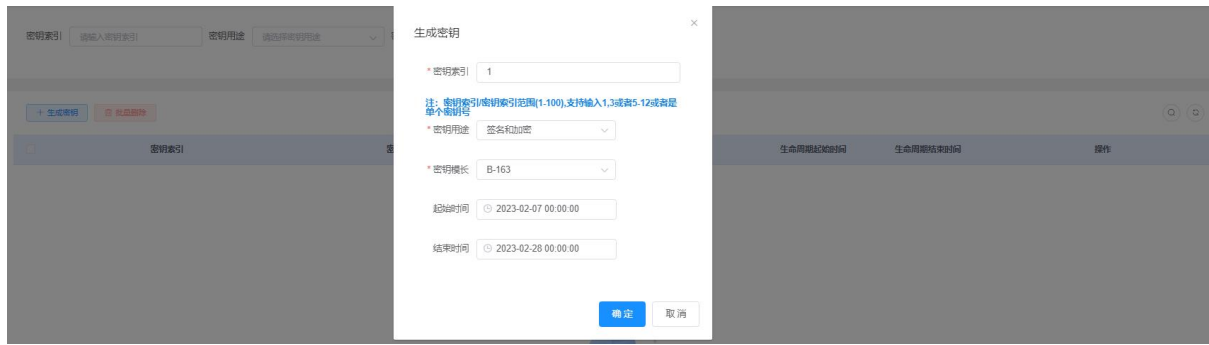 生成密钥
密钥索引 请输入密钥索引 密钥用途 请选择密钥用途
* 密钥索引 1
注：密钥索引/密钥索引范围(1-100),支持输入1,3或者5-12或者是
单个密钥号
+ 生成密钥 批量删除
* 密钥用途 签名和加密
密钥索引 生命周期起始时间 生命周期结束时间 操作
* 密钥模长 B-163
起始时间 2023-02-07 00:00:00
结束时间 2023-02-28 00:00:00
确定 取消